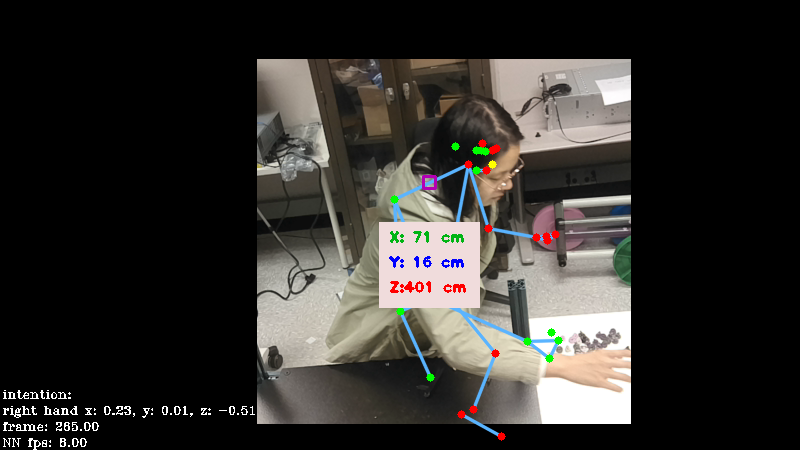 X: 71 cm
Y: 16 cm
Z:401 cm
intention:
right hand x: 0.23, y: 0.01, z: −0.51
frame: 265.00
NN fps: 8.00